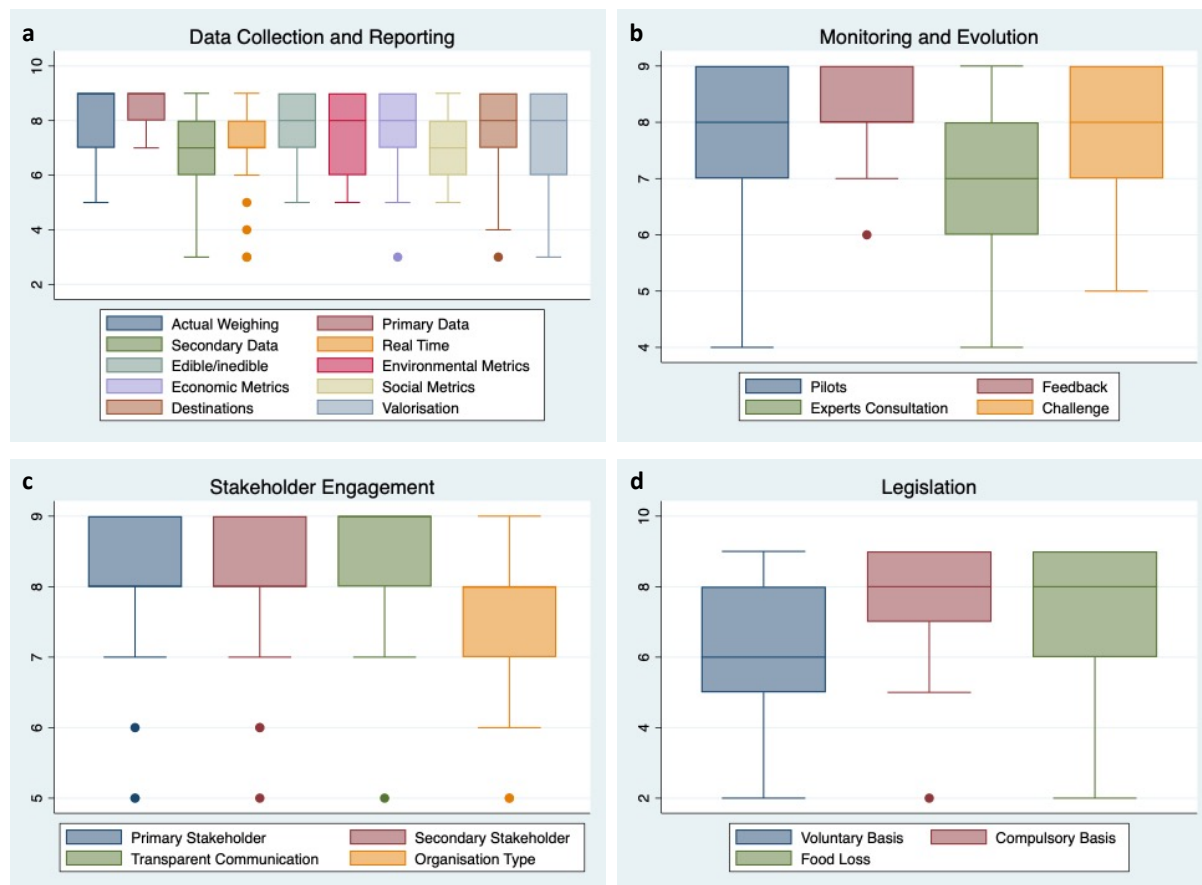 a
Data Collection and Reporting
10
8
6
4
2
Actual Weighing Primary Data
Secondary Data Real Time
Edible/inedible Environmental Metrics
Economic Metrics Social Metrics
Destinations Valorisation
b
Monitoring and Evolution
9
8
7
6
5
4
Pilots Feedback
Experts Consultation Challenge
c
Stakeholder Engagement
9
8
7
6
5
Primary Stakeholder Secondary Stakeholder
Transparent Communication Organisation Type
d
Legislation
10
8
6
4
2
Voluntary Basis Compulsory Basis
Food Loss